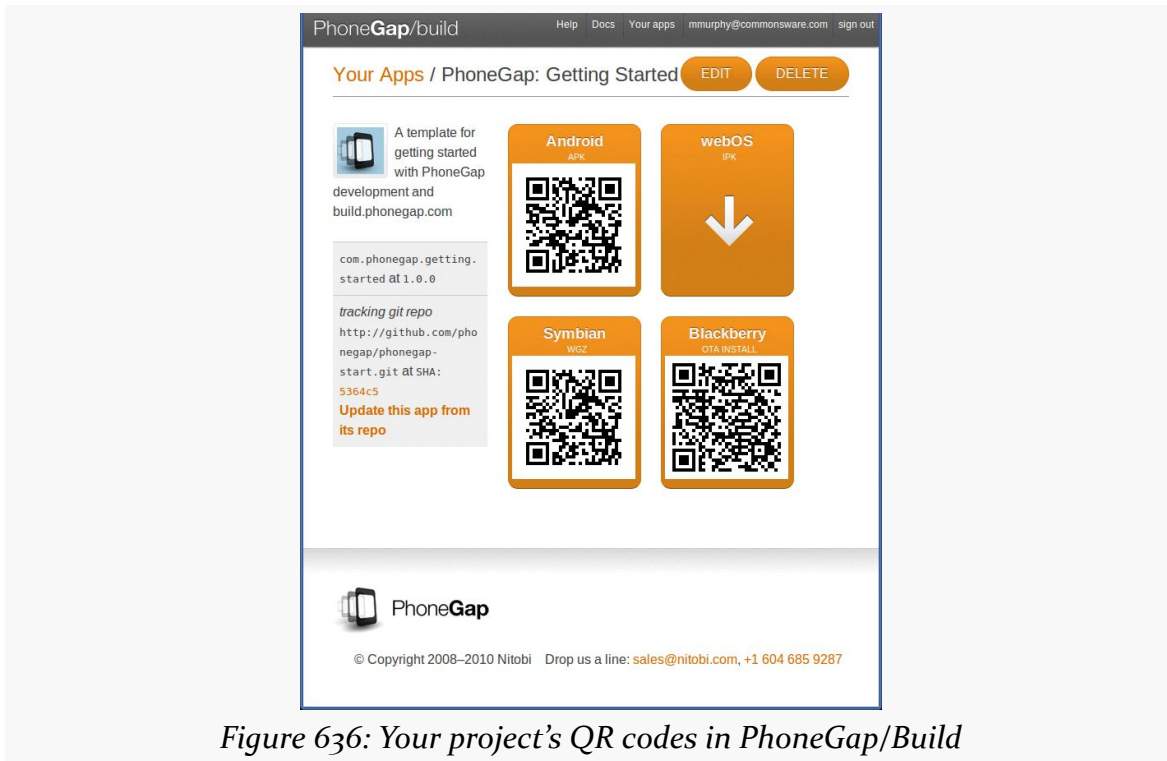 PhoneGap/build
Help Docs Your apps mmurphy@commonsware.com sign out
Your Apps / PhoneGap: Getting Started
EDIT
DELETE
A template for
getting started
with PhoneGap
development and
build.phonegap.com
com.phonegap.getting.
started at 1.0.0
tracking git repo
http://github.com/pho
negap/phonegap-
start.git at SHA:
5364c5
Update this app from
its repo
Android
APK
webOS
IPK
Symbian
WGZ
Blackberry
OTA INSTALL
PhoneGap
© Copyright 2008–2010 Nitobi Drop us a line: sales@nitobi.com, +1 604 685 9287
Figure 636: Your project's QR codes in PhoneGap/Build